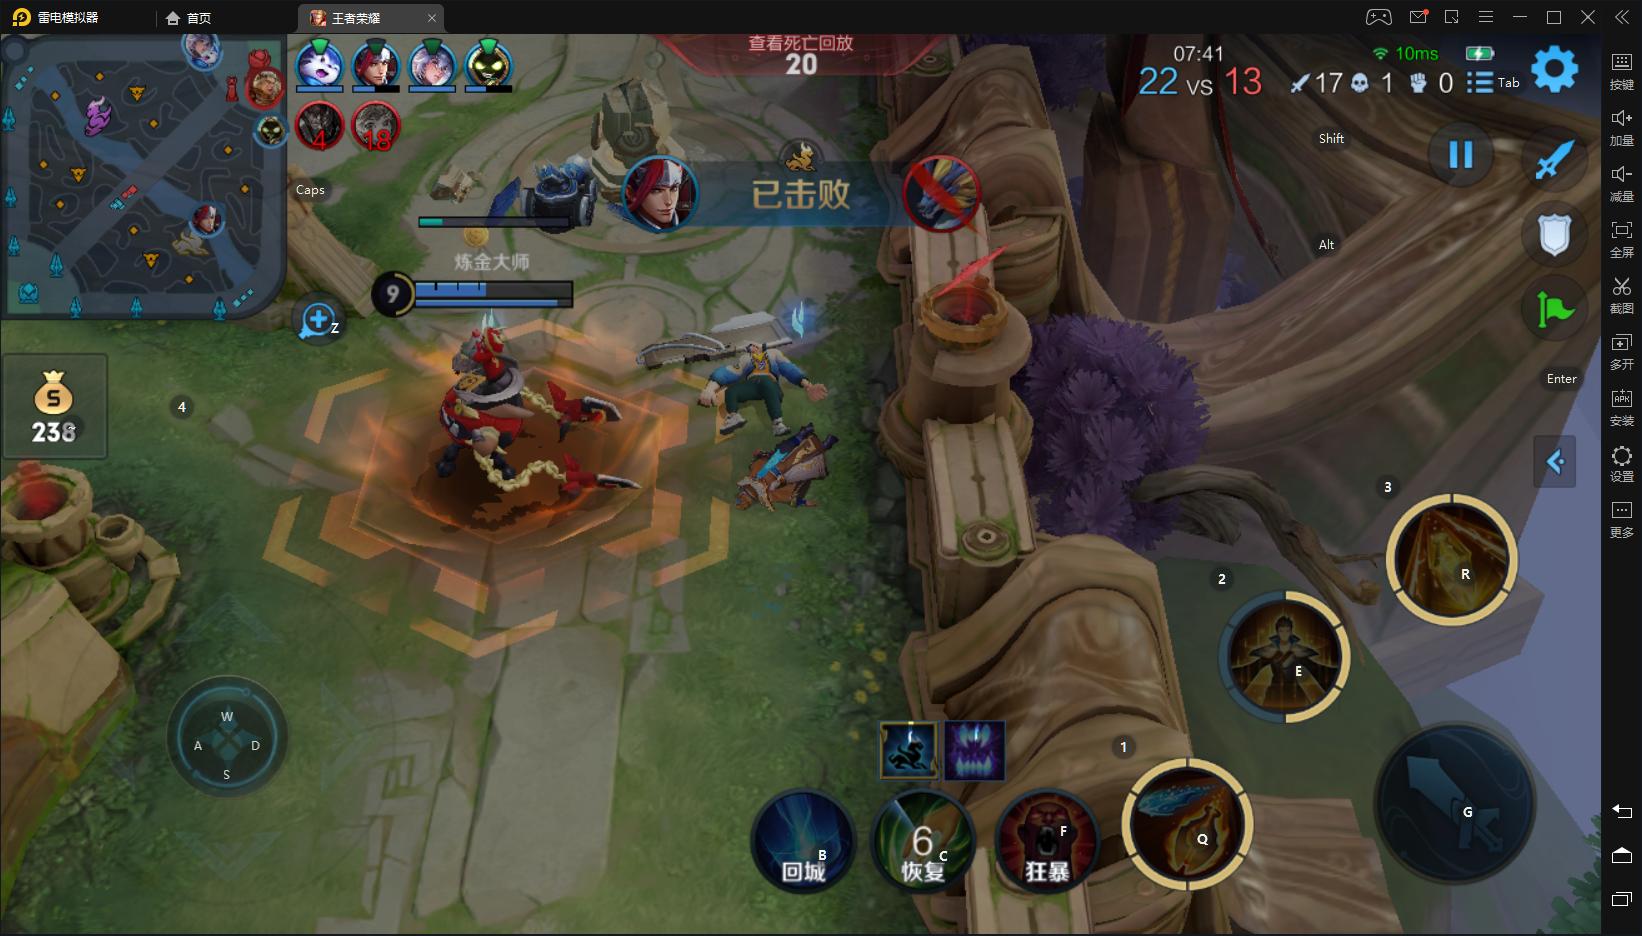 雷电模拟器
首页
王者荣耀
查看死亡回放
20
07:41
10ms
22 vs 13
17 1 0
Tab
4
18
Caps
Shift
Alt
Enter
已击败
炼金大师
9
Z
S
238
4
3
2
1
R
E
Q
G
W
A
D
S
回城
B
6
恢复
C
狂暴
F
按键
加量
减量
全屏
截图
多开
APK
安装
设置
更多